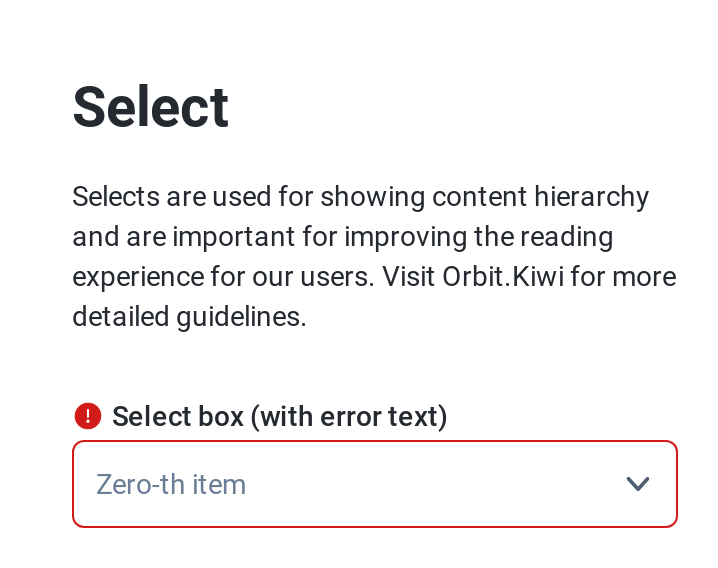 Select
Selects are used for showing content hierarchy
and are important for improving the reading
experience for our users. Visit Orbit.Kiwi for more
detailed guidelines.
Select box (with error text)
Zero-th item